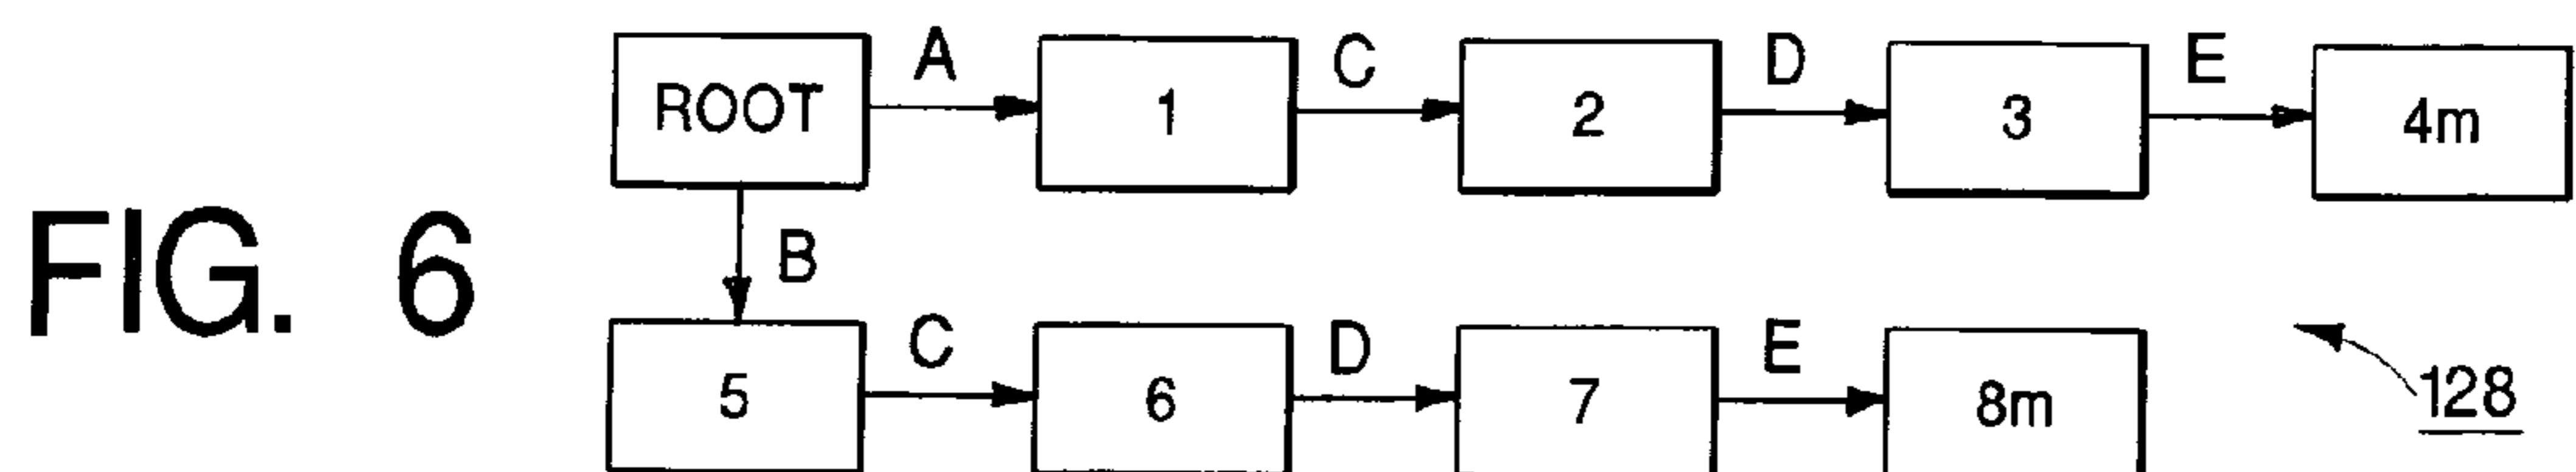 ROOT A 1 C 2 D 3 E 4m
B
FIG. 6
5 C 6 D 7 E 8m
128